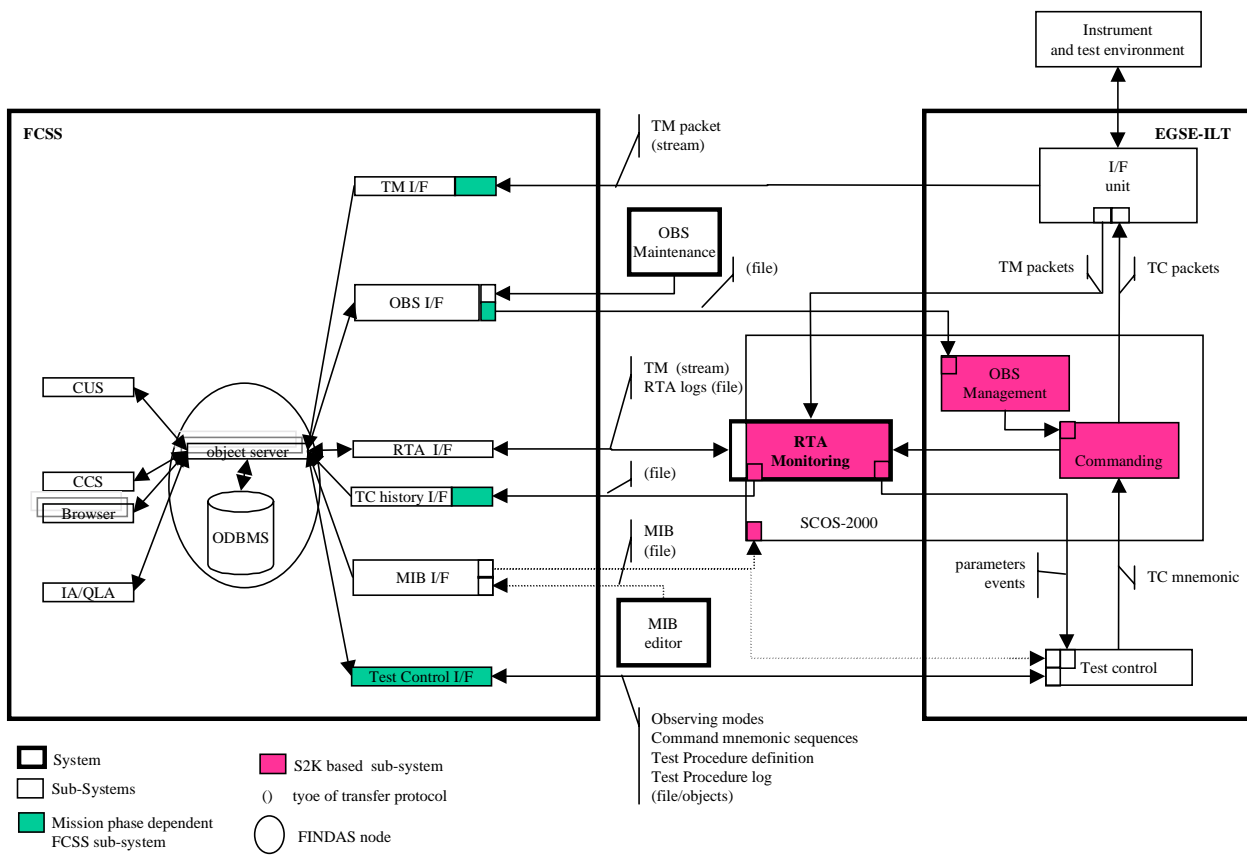 Instrument
and test environment
FCSS
EGSE-ILT
TM packet
(stream)
I/F
unit
TM I/F
OBS
Maintenance
(file)
TM packets
TC packets
OBS I/F
OBS
Management
TM  (stream)
RTA logs (file)
CUS
object server
RTA  I/F
RTA
Monitoring
Commanding
CCS
TC history I/F
(file)
Browser
SCOS-2000
ODBMS
MIB
(file)
parameters
events
TC mnemonic
MIB I/F
IA/QLA
MIB
editor
Test Control I/F
Test control
Observing modes
Command mnemonic sequences
Test Procedure definition
Test Procedure log
(file/objects)
System
S2K based  sub-system
Sub-Systems
()  tyoe of transfer protocol
Mission phase dependent
FCSS sub-system
FINDAS node